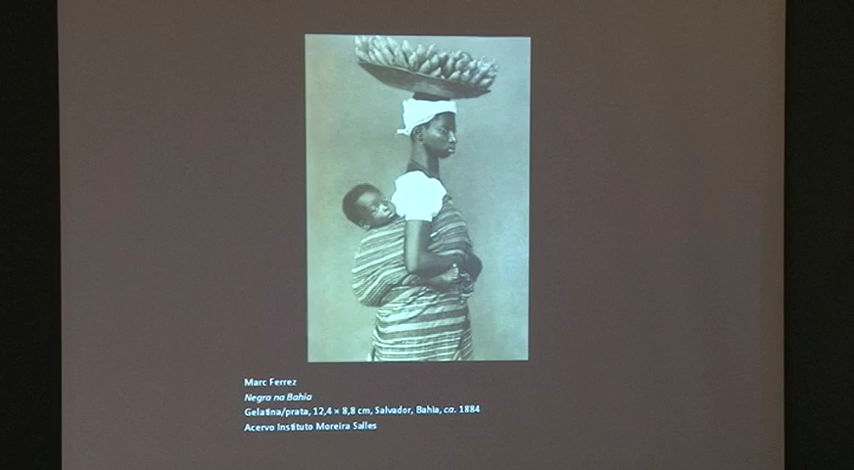 Marc Ferrez
Negra na Bahia
Gelatina/prata, 12,4 × 8,8 cm, Salvador, Bahia, ca. 1884
Acervo Instituto Moreira Salles